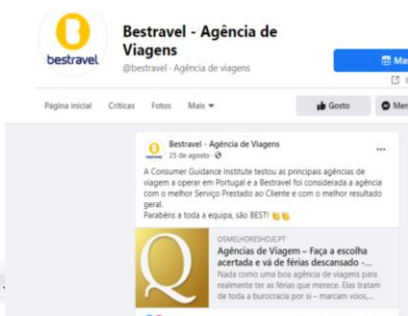 bestravel
Bestravel - Agência de
Viagens
@bestravel · Agência de viagens
Página inicial Críticas Fotos Mais
Gosto
Bestravel - Agência de Viagens
25 de agosto ·
A Consumer Guidance Institute testou as principais agências de
viagem a operar em Portugal e a Bestravel foi considerada a agência
com o melhor Serviço Prestado ao Cliente e com o melhor resultado
geral.
Parabéns a toda a equipa, são BEST!
Q
OSMELHORESHOJE.PT
Agências de Viagem – Faça a escolha
acertada e vá de férias descansado -...
Nada como uma boa agência de viagens para
realmente ter as férias que merece. Elas tratam
de toda a burocracia por si – marcam voos,...